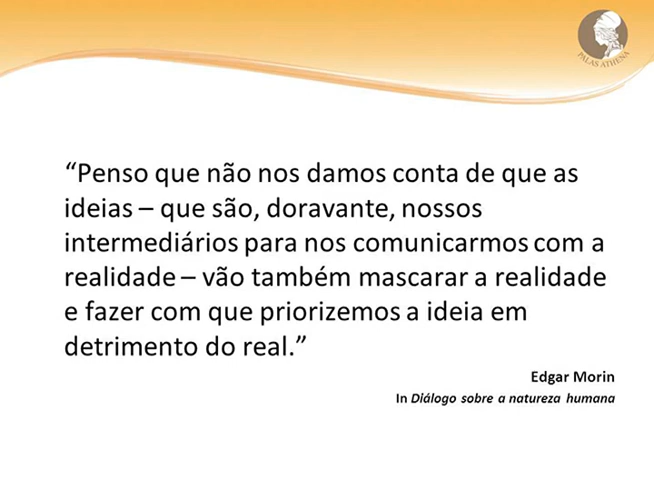 PALAS ATHENA
“Penso que não nos damos conta de que as
ideias – que são, doravante, nossos
intermediários para nos comunicarmos com a
realidade – vão também mascarar a realidade
e fazer com que priorizemos a ideia em
detrimento do real.”
Edgar Morin
In Diálogo sobre a natureza humana